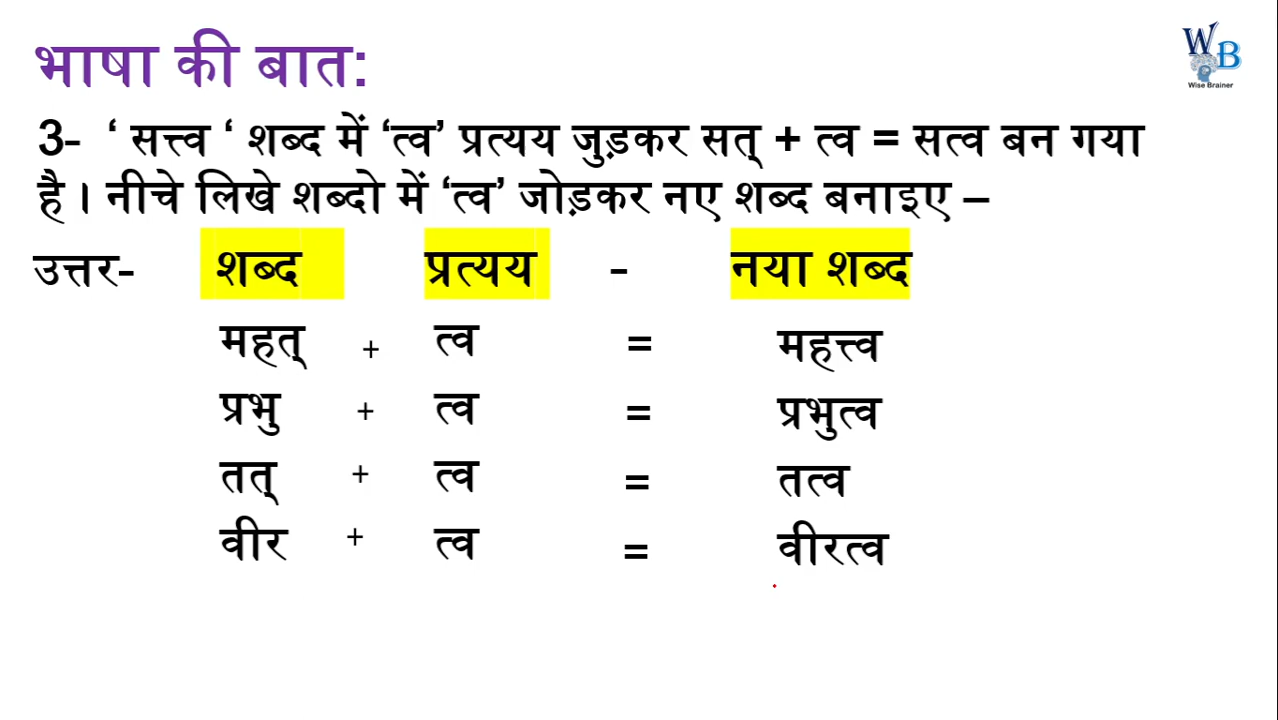 भाषा की बात:
W B
Wise Brainer
3- ‘ सत्त्व ‘ शब्द में ‘त्व’ प्रत्यय जुड़कर सत् + त्व = सत्व बन गया
है । नीचे लिखे शब्दो में ‘त्व’ जोड़कर नए शब्द बनाइए –
उत्तर- शब्द प्रत्यय - नया शब्द
महत् + त्व = महत्त्व
प्रभु + त्व = प्रभुत्व
तत् + त्व = तत्व
वीर + त्व = वीरत्व